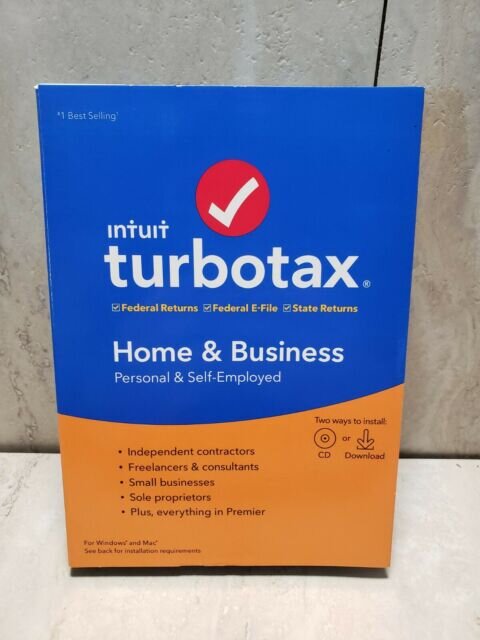 #1 Best Selling¹
intuit
turbotax®
Federal Returns Federal E-File State Returns
Home & Business
Personal & Self-Employed
Two ways to install:
or
CD Download
• Independent contractors
• Freelancers & consultants
• Small businesses
• Sole proprietors
• Plus, everything in Premier
For Windows® and Mac®
See back for installation requirements